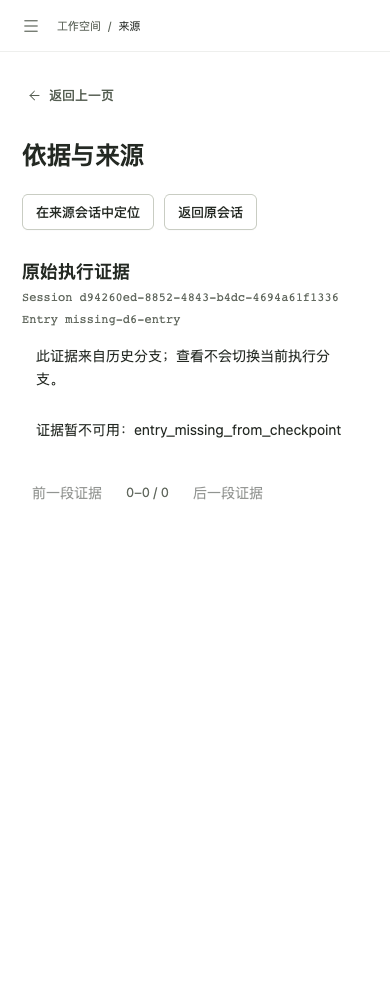 工作空间 / 来源
返回上一页
依据与来源
在来源会话中定位 返回原会话
原始执行证据
Session d94260ed-8852-4843-b4dc-4694a61f1336
Entry missing-d6-entry
此证据来自历史分支；查看不会切换当前执行分
支。
证据暂不可用：entry_missing_from_checkpoint
前一段证据 0–0 / 0 后一段证据